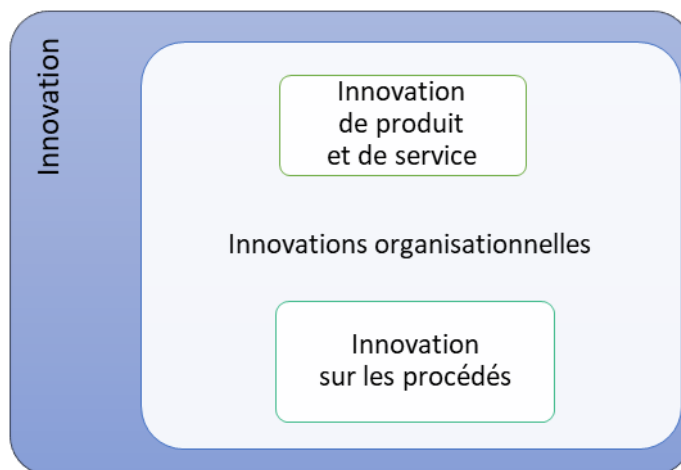 Innovation
Innovation
de produit
et de service
Innovations organisationnelles
Innovation
sur les procédés